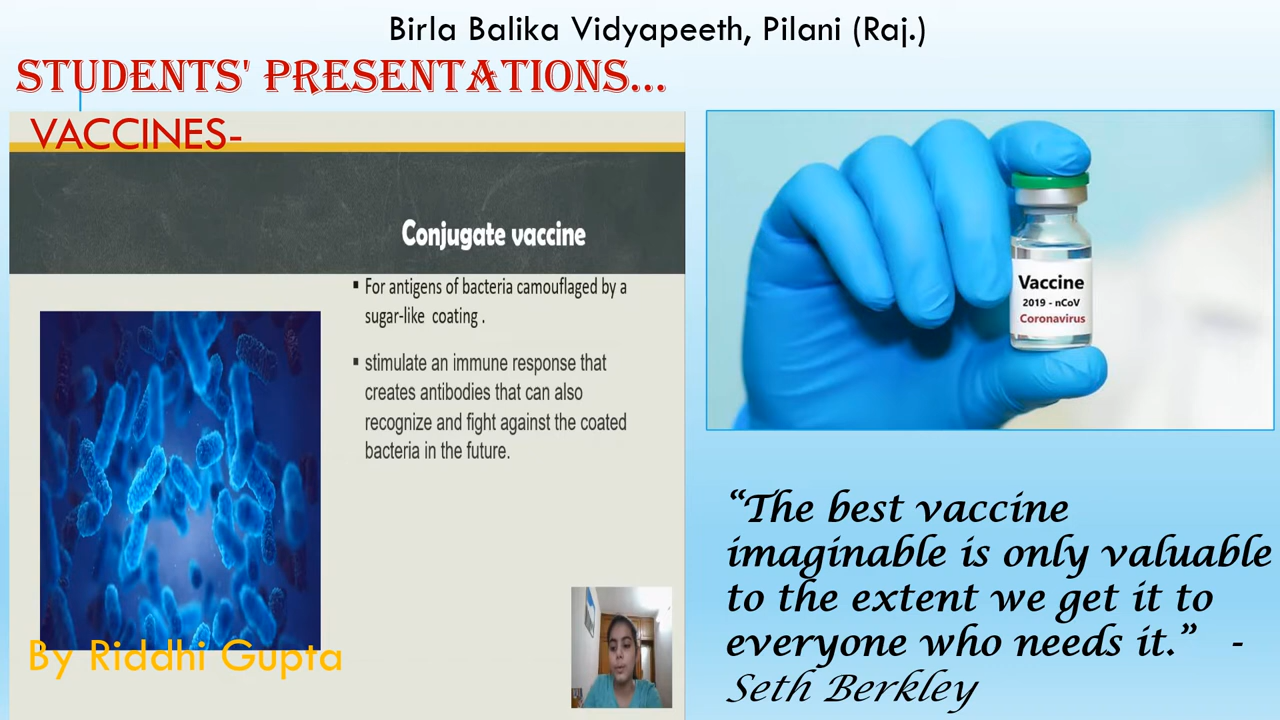 Birla Balika Vidyapeeth, Pilani (Raj.)
STUDENTS' PRESENTATIONS...
VACCINES-
Conjugate vaccine
▪ For antigens of bacteria camouflaged by a
sugar-like coating .
▪ stimulate an immune response that
creates antibodies that can also
recognize and fight against the coated
bacteria in the future.
By Riddhi Gupta
Vaccine
2019 - nCoV
Coronavirus
“The best vaccine
imaginable is only valuable
to the extent we get it to
everyone who needs it.” -
Seth Berkley